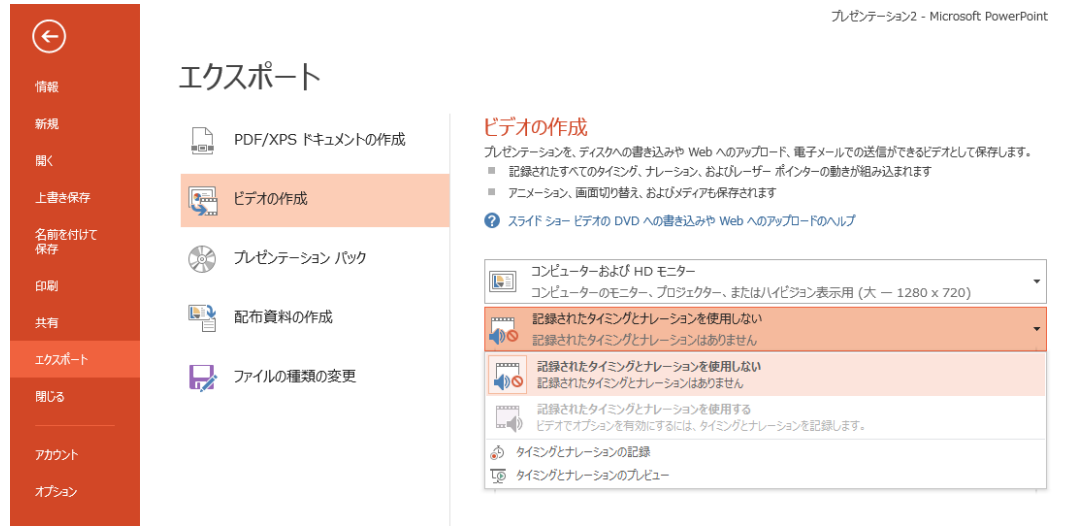 プレゼンテーション2 - Microsoft PowerPoint
情報
新規
開く
上書き保存
名前を付けて
保存
印刷
共有
エクスポート
閉じる
アカウント
オプション
エクスポート
PDF/XPS ドキュメントの作成
ビデオの作成
プレゼンテーション パック
配布資料の作成
ファイルの種類の変更
ビデオの作成
プレゼンテーションを、ディスクへの書き込みや Web へのアップロード、電子メールでの送信ができるビデオとして保存します。
記録されたすべてのタイミング、ナレーション、およびレーザー ポインターの動きが組み込まれます
アニメーション、画面切り替え、およびメディアも保存されます
スライド ショー ビデオの DVD への書き込みや Web へのアップロードのヘルプ
コンピューターおよび HD モニター
コンピューターのモニター、プロジェクター、またはハイビジョン表示用 (大 — 1280 x 720)
記録されたタイミングとナレーションを使用しない
記録されたタイミングとナレーションはありません
記録されたタイミングとナレーションを使用しない
記録されたタイミングとナレーションはありません
記録されたタイミングとナレーションを使用する
ビデオでオプションを有効にするには、タイミングとナレーションを記録します。
タイミングとナレーションの記録
タイミングとナレーションのプレビュー